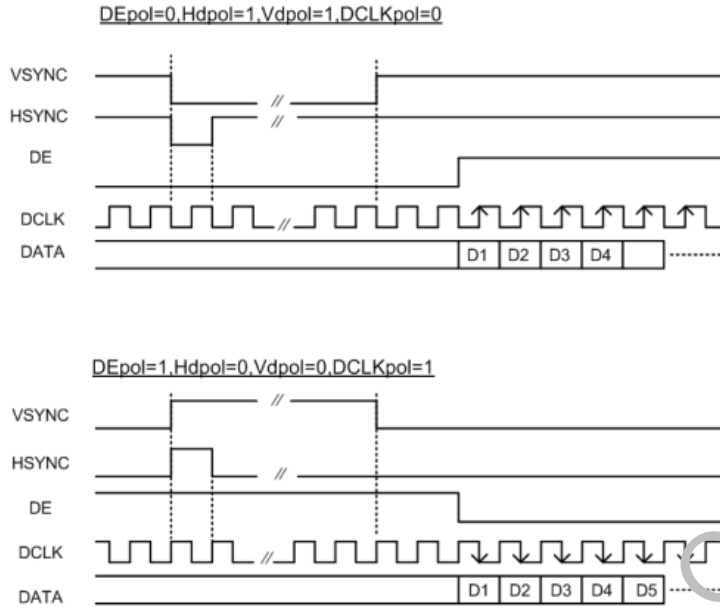 DEpol=0,Hdpol=1,Vdpol=1,DCLKpol=0
VSYNC
HSYNC
DE
DCLK
DATA D1 D2 D3 D4
DEpol=1,Hdpol=0,Vdpol=0,DCLKpol=1
VSYNC
HSYNC
DE
DCLK
DATA D1 D2 D3 D4 D5